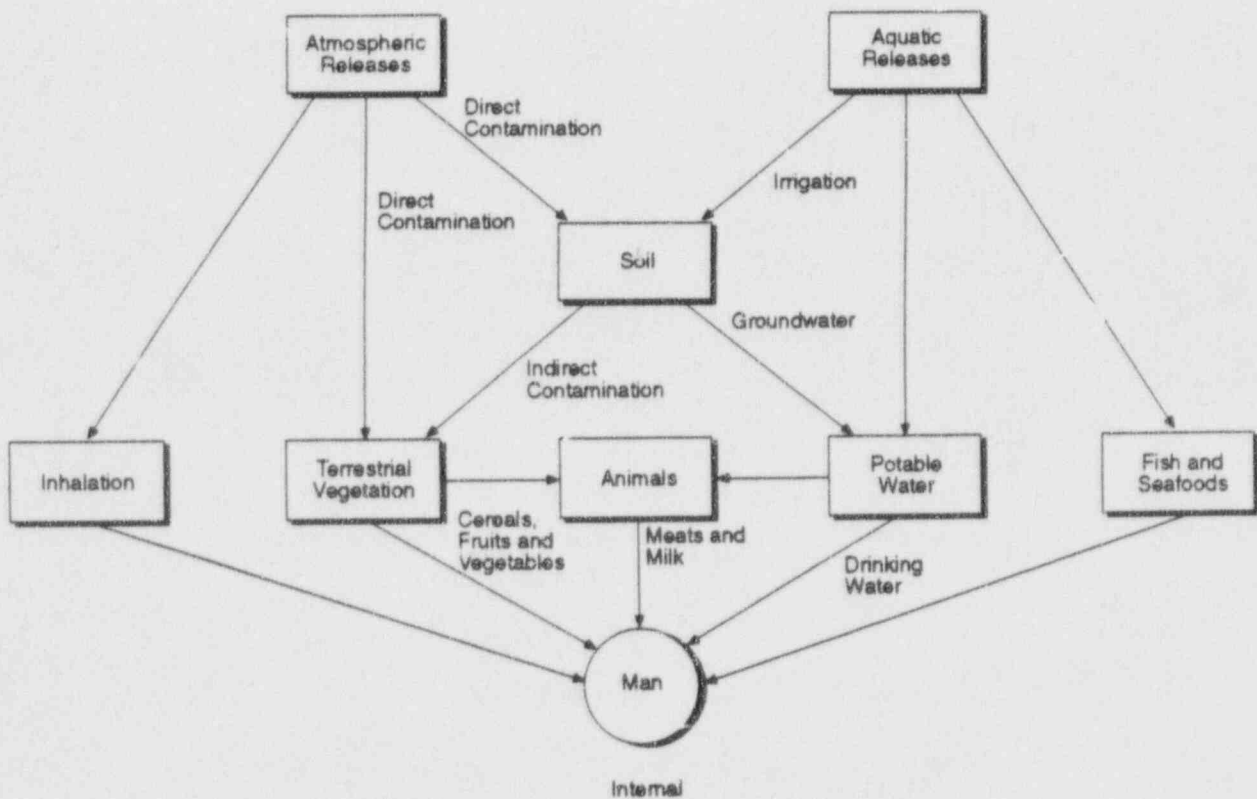 Atmospheric
Releases
Aquatic
Releases
Direct
Contamination
Direct
Contamination
Irrigation
Soil
Groundwater
Indirect
Contamination
Inhalation
Terrestrial
Vegetation
Animals
Potable
Water
Fish and
Seafoods
Cereals,
Fruits and
Vegetables
Meats and
Milk
Drinking
Water
Man
Internal